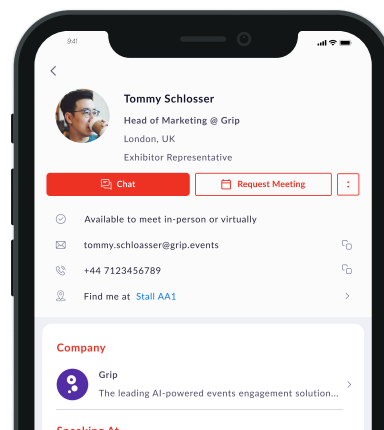 9:41
Tommy Schlosser
Head of Marketing @ Grip
London, UK
Exhibitor Representative
Chat
Request Meeting
Available to meet in-person or virtually
tommy.schloasser@grip.events
+44 7123456789
Find me at Stall AA1
Company
Grip
The leading AI-powered events engagement solution...
Speaking At